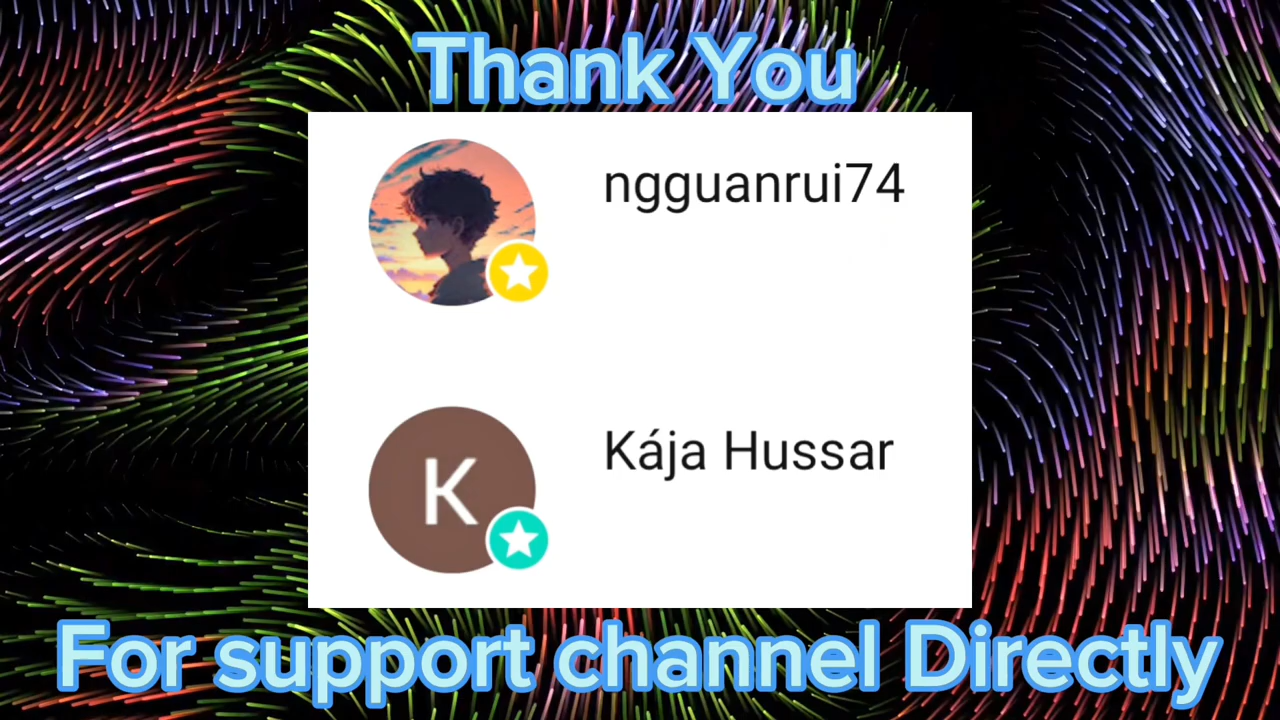 Thank You
ngguanrui74
K
Kája Hussar
For support channel Directly